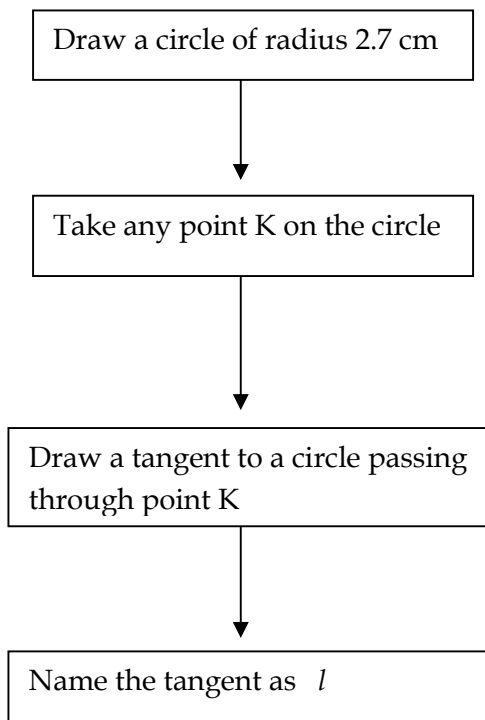 Draw a circle of radius 2.7 cm
Take any point K on the circle
Draw a tangent to a circle passing
through point K
Name the tangent as l